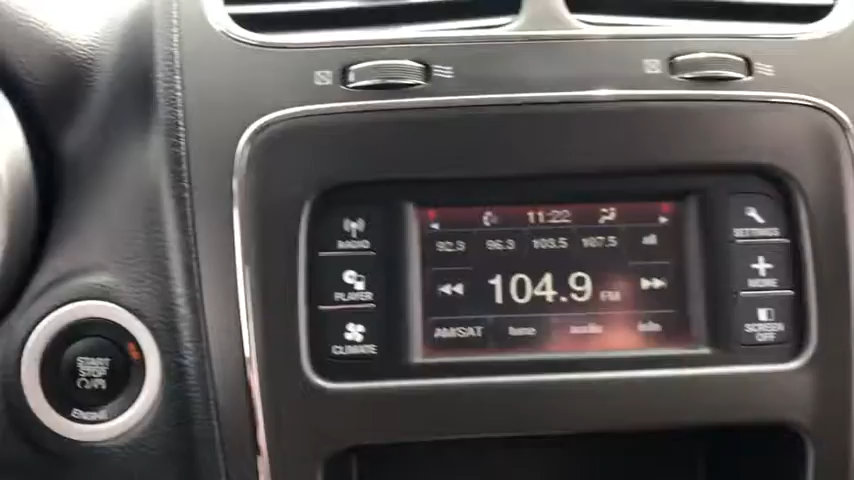 11:22
RADIO
92.3 96.3 103.5 107.5 all
SETTINGS
PLAYER
104.9 FM
MORE
CLIMATE
AM/SAT tune audio info
SCREEN
OFF
START
STOP
ENGINE